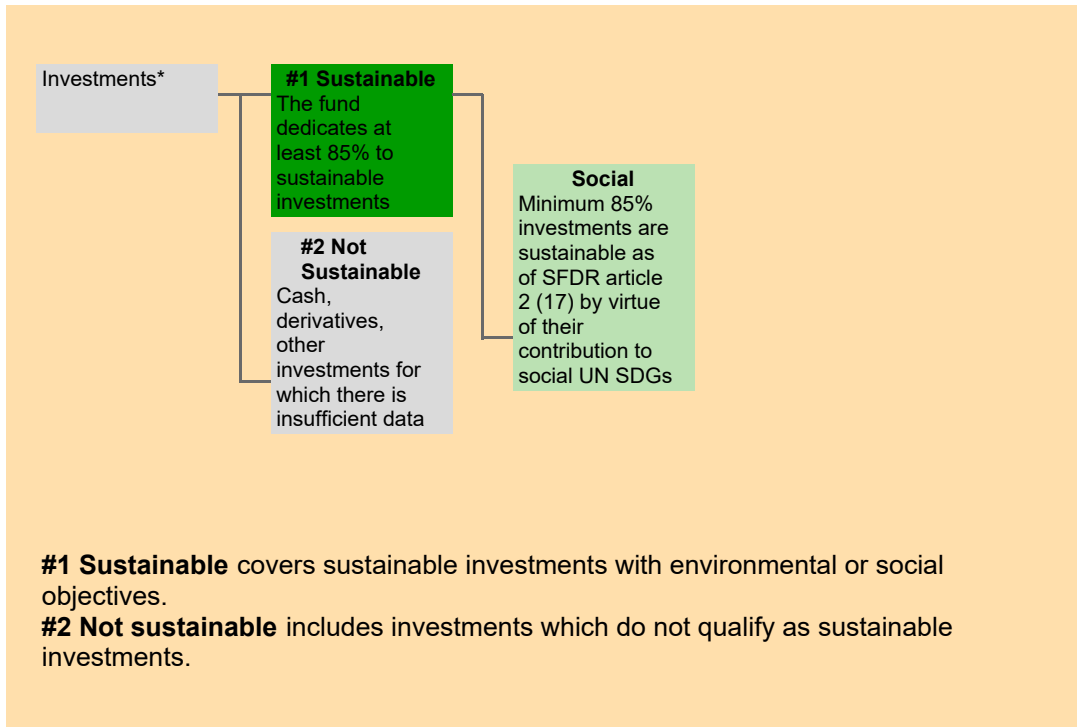 Investments*
#1 Sustainable
The fund
dedicates at
least 85% to
sustainable
investments
#2 Not
Sustainable
Cash,
derivatives,
other
investments for
which there is
insufficient data
Social
Minimum 85%
investments are
sustainable as
of SFDR article
2 (17) by virtue
of their
contribution to
social UN SDGs
#1 Sustainable covers sustainable investments with environmental or social
objectives.
#2 Not sustainable includes investments which do not qualify as sustainable
investments.